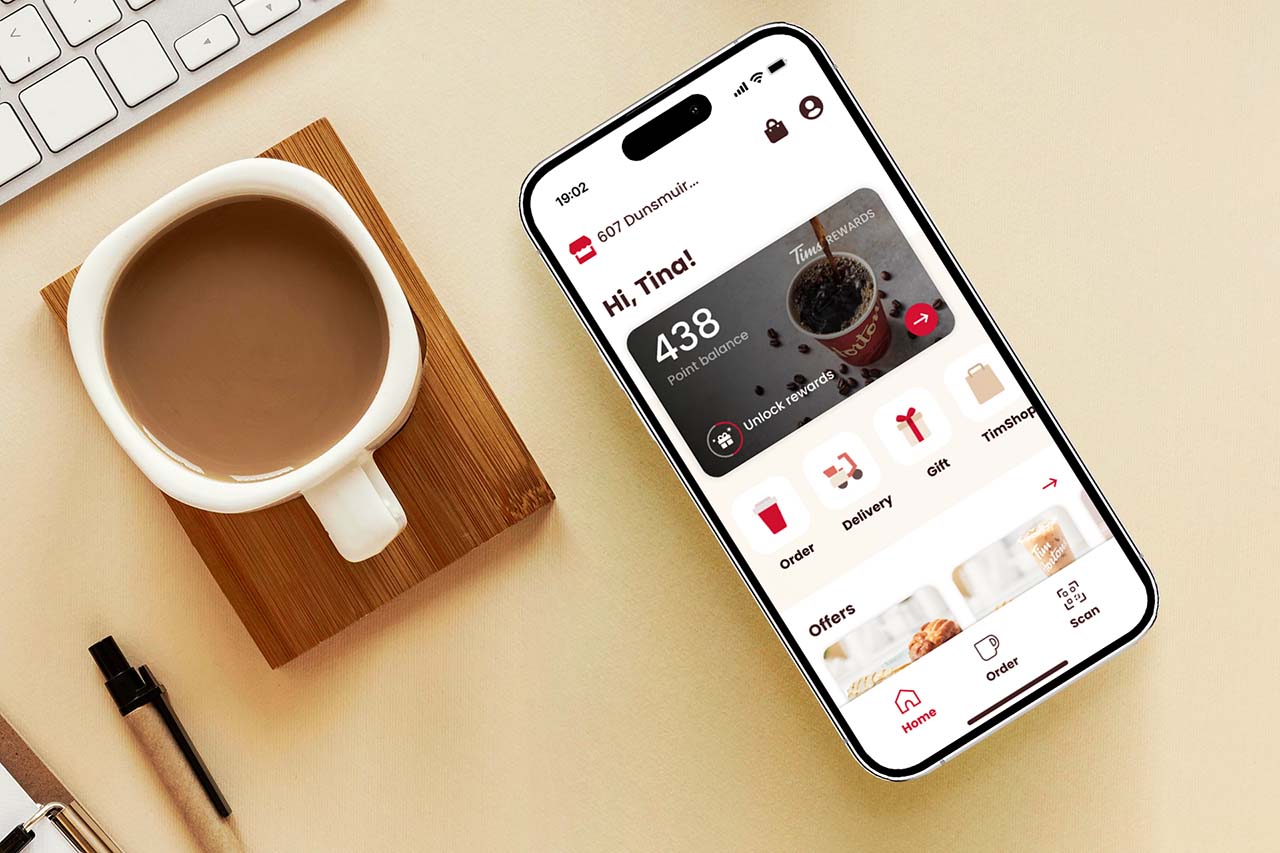 19:02
607 Dunsmuir...
Hi, Tina!
Tims REWARDS
438
Point balance
Unlock rewards
Order
Delivery
Gift
TimShop
Offers
Tim
Home
Order
Scan